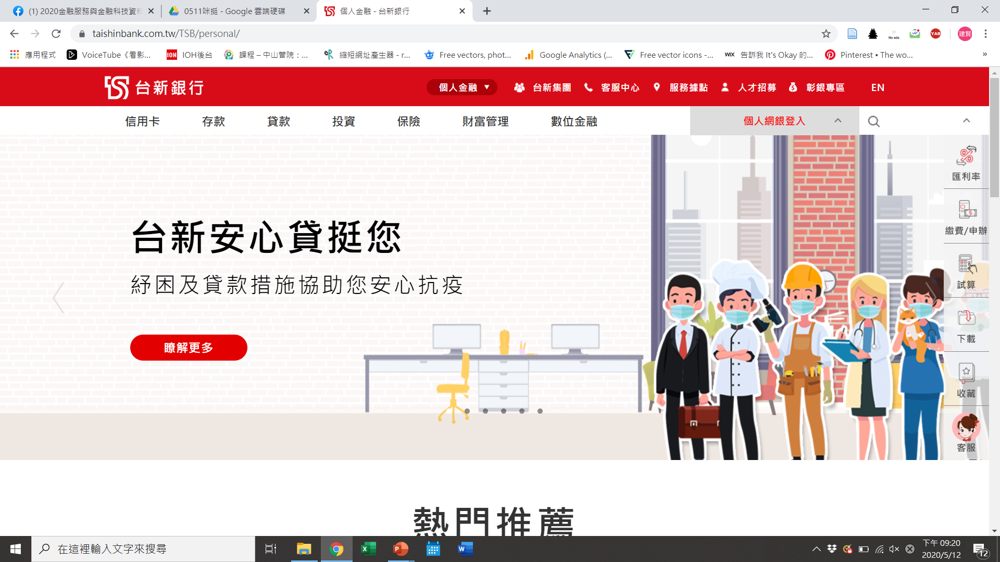 (1) 2020金融服務與金融科技資料
0511咪挺 - Google 雲端硬碟
個人金融 - 台新銀行
taishinbank.com.tw/TSB/personal/
No ads
YAB
建賢
應用程式
VoiceTube《看影...
IOH
IOH後台
課程 – 中山管院：...
縮短網址產生器 - r...
Free vectors, phot...
Google Analytics (...
Free vector icons -...
WIX
告訴我 It's Okay 的...
Pinterest • The wo...
»
台新銀行
個人金融 ▼
台新集團
客服中心
服務據點
人才招募
彰銀專區
EN
信用卡
存款
貸款
投資
保險
財富管理
數位金融
個人網銀登入
匯利率
繳費/申辦
試算
下載
收藏
客服
台新安心貸挺您
紓困及貸款措施協助您安心抗疫
瞭解更多
熱門推薦
在這裡輸入文字來搜尋
下午 09:20
2020/5/12
12